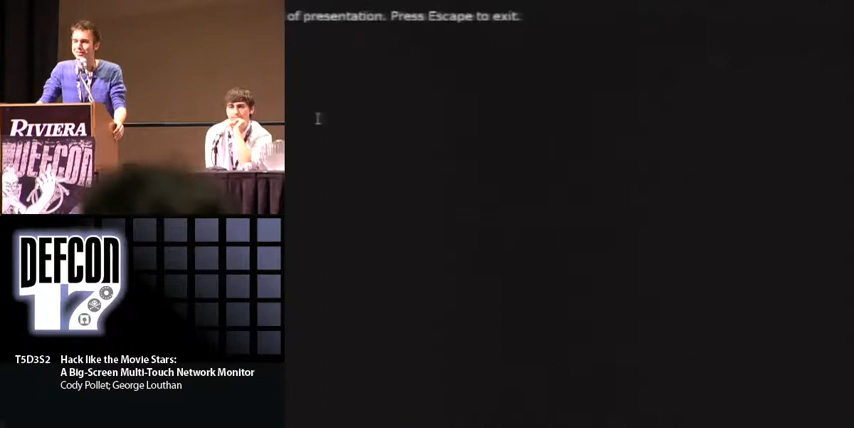 of presentation. Press Escape to exit.
RIVIERA
DEFCON
DEFCON
17
T5D3S2 Hack like the Movie Stars:
A Big-Screen Multi-Touch Network Monitor
Cody Pollet; George Louthan